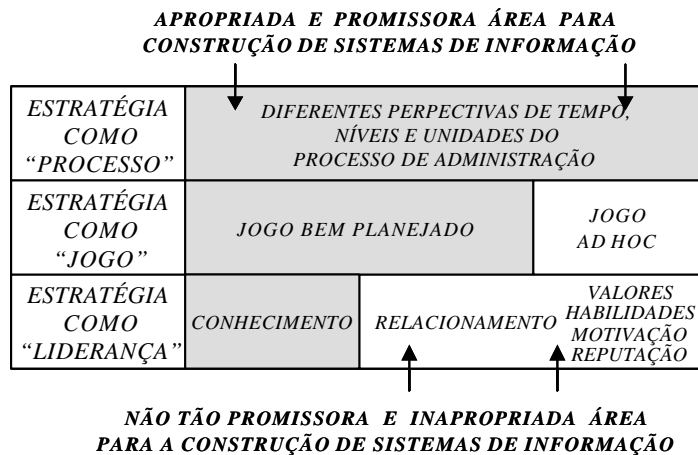 APROPRIADA E PROMISSORA ÁREA PARA
CONSTRUÇÃO DE SISTEMAS DE INFORMAÇÃO
ESTRATÉGIA
COMO
“PROCESSO”
DIFERENTES PERPECTIVAS DE TEMPO,
NÍVEIS E UNIDADES DO
PROCESSO DE ADMINISTRAÇÃO
ESTRATÉGIA
COMO
“JOGO”
JOGO BEM PLANEJADO
JOGO
AD HOC
ESTRATÉGIA
COMO
“LIDERANÇA”
CONHECIMENTO
RELACIONAMENTO
VALORES
HABILIDADES
MOTIVAÇÃO
REPUTAÇÃO
NÃO TÃO PROMISSORA E INAPROPRIADA ÁREA
PARA A CONSTRUÇÃO DE SISTEMAS DE INFORMAÇÃO